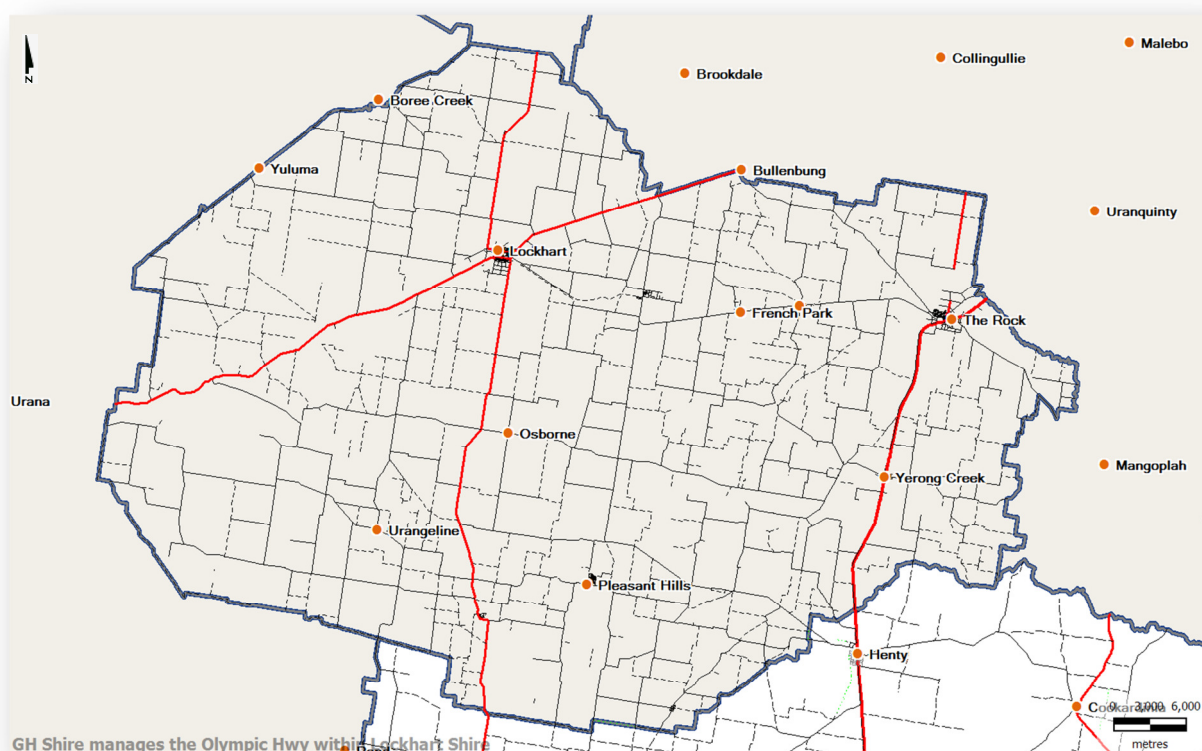 Malebo
Collingullie
N
Brookdale
Boree Creek
Yuluma
Bullenbung
Uranquinty
Lockhart
French Park
The Rock
Urana
Osborne
Mangoplah
Yerong Creek
Urangeline
Pleasant Hills
Henty
0 3,000 6,000
metres
GH Shire manages the Olympic Hwy within Lockhart Shire